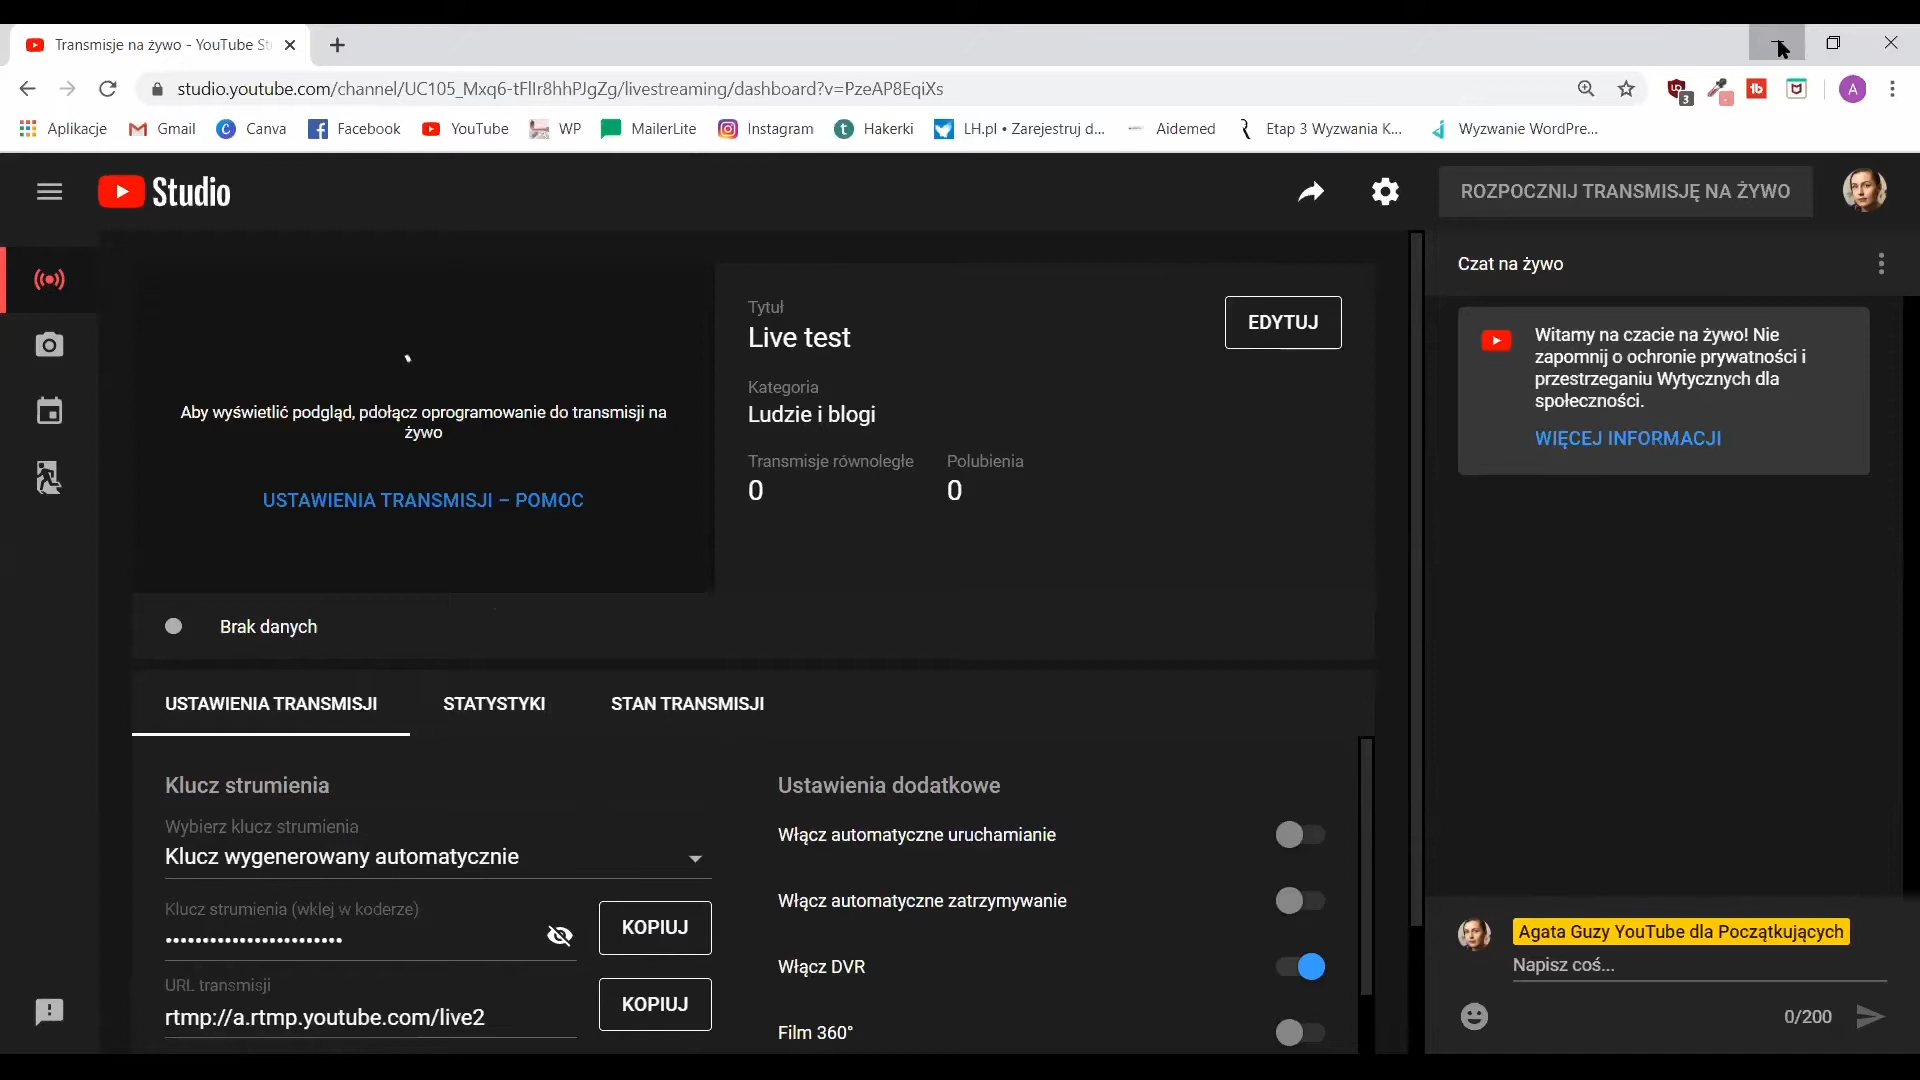 Transmisje na żywo - YouTube St
studio.youtube.com/channel/UC105_Mxq6-tFlIr8hhPJgZg/livestreaming/dashboard?v=PzeAP8EqiXs
3
A
Aplikacje
Gmail
Canva
Facebook
YouTube
WP
MailerLite
Instagram
Hakerki
LH.pl • Zarejestruj d...
Aidemed
Etap 3 Wyzwania K...
Wyzwanie WordPre...
Studio
ROZPOCZNIJ TRANSMISJĘ NA ŻYWO
Aby wyświetlić podgląd, pdołącz oprogramowanie do transmisji na
żywo
USTAWIENIA TRANSMISJI – POMOC
Tytuł
Live test
EDYTUJ
Kategoria
Ludzie i blogi
Transmisje równoległe
0
Polubienia
0
Brak danych
USTAWIENIA TRANSMISJI
STATYSTYKI
STAN TRANSMISJI
Klucz strumienia
Wybierz klucz strumienia
Klucz wygenerowany automatycznie
Klucz strumienia (wklej w koderze)
••••••••••••••••••••••••
KOPIUJ
URL transmisji
rtmp://a.rtmp.youtube.com/live2
KOPIUJ
Ustawienia dodatkowe
Włącz automatyczne uruchamianie
Włącz automatyczne zatrzymywanie
Włącz DVR
Film 360°
Czat na żywo
Witamy na czacie na żywo! Nie
zapomnij o ochronie prywatności i
przestrzeganiu Wytycznych dla
społeczności.
WIĘCEJ INFORMACJI
Agata Guzy YouTube dla Początkujących
Napisz coś...
0/200